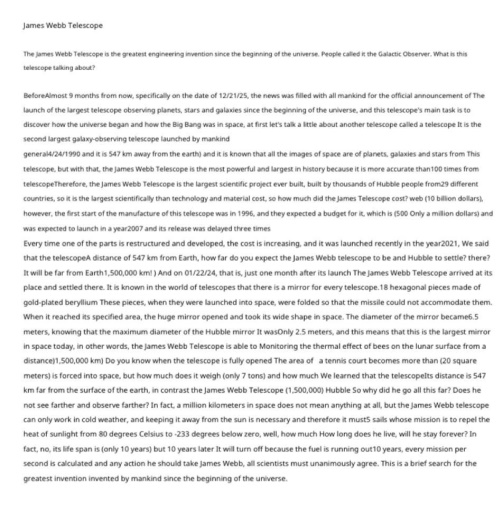 James Webb Telescope
The James Webb Telescope is the greatest engineering invention since the beginning of the universe. People called it the Galactic Observer. What is this
telescope talking about?
BeforeAlmost 9 months from now, specifically on the date of 12/21/21, the news was filled with all mankind for the official announcement of The
launch of the largest telescope observing planets, stars and galaxies since the beginning of the universe, and this telescope's main task is to
discover how the universe began and how the Big Bang was in space, at first let's talk a little about another telescope called a telescope It is the
second largest galaxy-observing telescope launched by mankind
general4/24/1990 and it is 547 km away from the earth) and it is known that all the images of space are of planets, galaxies and stars from This
telescope, but with that, the James Webb Telescope is the most powerful and largest in history because it is more accurate than100 times from
telescopeTherefore, the James Webb Telescope is the largest scientific project ever built, built by thousands of Hubble people from29 different
countries, so it is the largest scientifically than technology and material cost, so how much did the James Telescope cost? web (10 billion dollars),
however, the first start of the manufacture of this telescope was in 1996, and they expected a budget for it, which is (500 Only a million dollars) and
was expected to launch in a year2007 and its release was delayed three times
Every time one of the parts is restructured and developed, the cost is increasing, and it was launched recently in the year2021, We said
that the telescopeA distance of 547 km from Earth, how far do you expect the James Webb telescope to be and Hubble to settle? there?
It will be far from Earth1,500,000 km! ) And on 01/22/24, that is, just one month after its launch The James Webb Telescope arrived at its
place and settled there. It is known in the world of telescopes that there is a mirror for every telescope.18 hexagonal pieces made of
gold-plated beryllium These pieces, when they were launched into space, were folded so that the missile could not accommodate them.
When it reached its specified area, the huge mirror opened and took its wide shape in space. The diameter of the mirror became6.5
meters, knowing that the maximum diameter of the Hubble mirror It wasOnly 2.5 meters, and this means that this is the largest mirror
in space today, in other words, the James Webb Telescope is able to Monitoring the thermal effect of bees on the lunar surface from a
distance)1,500,000 km) Do you know when the telescope is fully opened The area of a tennis court becomes more than (20 square
meters) is forced into space, but how much does it weigh (only 7 tons) and how much We learned that the telescopeIts distance is 547
km far from the surface of the earth, in contrast the James Webb Telescope (1,500,000) Hubble So why did he go all this far? Does he
not see farther and observe farther? In fact, a million kilometers in space does not mean anything at all, but the James Webb telescope
can only work in cold weather, and keeping it away from the sun is necessary and therefore it must5 sails whose mission is to repel the
heat of sunlight from 80 degrees Celsius to -233 degrees below zero, well, how much How long does he live, will he stay forever? In
fact, no, its life span is (only 10 years) but 10 years later It will turn off because the fuel is running out10 years, every mission per
second is calculated and any action he should take James Webb, all scientists must unanimously agree. This is a brief search for the
greatest invention invented by mankind since the beginning of the universe.